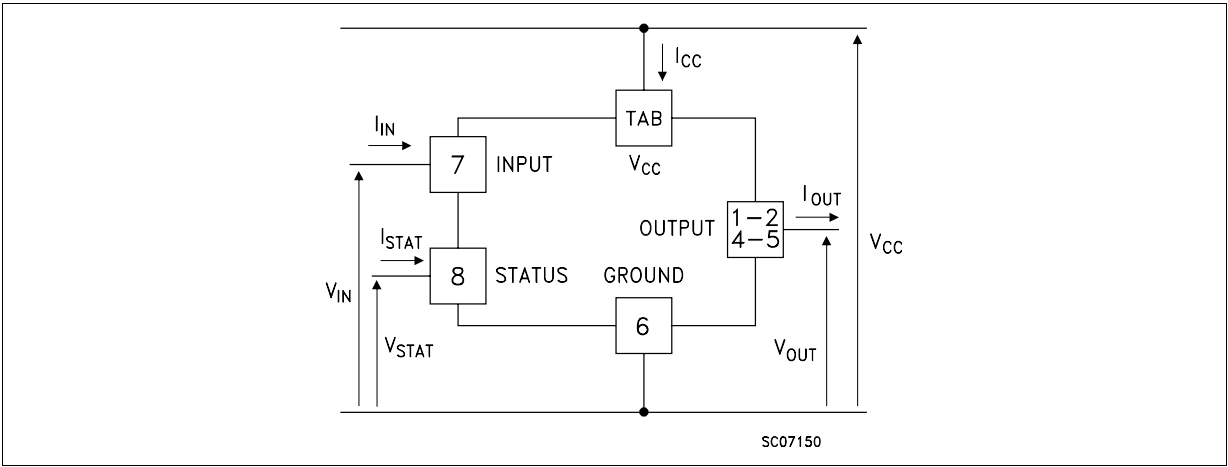 I_CC
TAB
V_CC
I_IN
7 INPUT
I_OUT
OUTPUT
1-2
4-5
V_CC
I_STAT
8 STATUS
GROUND
6
V_IN
V_STAT
V_OUT
SC07150